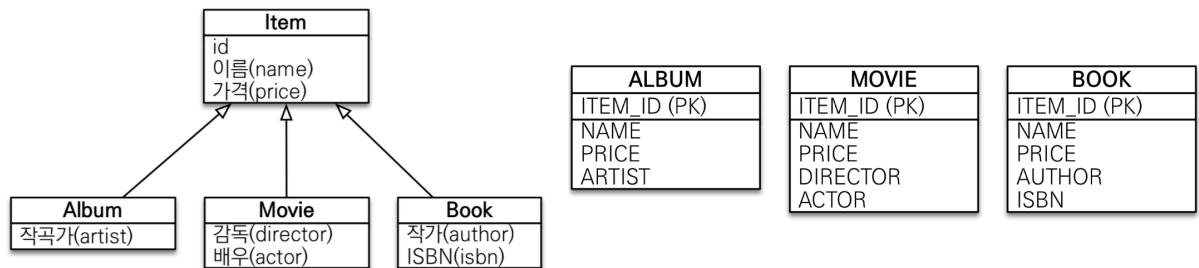 Item
id
이름(name)
가격(price)
Album
작곡가(artist)
Movie
감독(director)
배우(actor)
Book
작가(author)
ISBN(isbn)
ALBUM
ITEM_ID (PK)
NAME
PRICE
ARTIST
MOVIE
ITEM_ID (PK)
NAME
PRICE
DIRECTOR
ACTOR
BOOK
ITEM_ID (PK)
NAME
PRICE
AUTHOR
ISBN